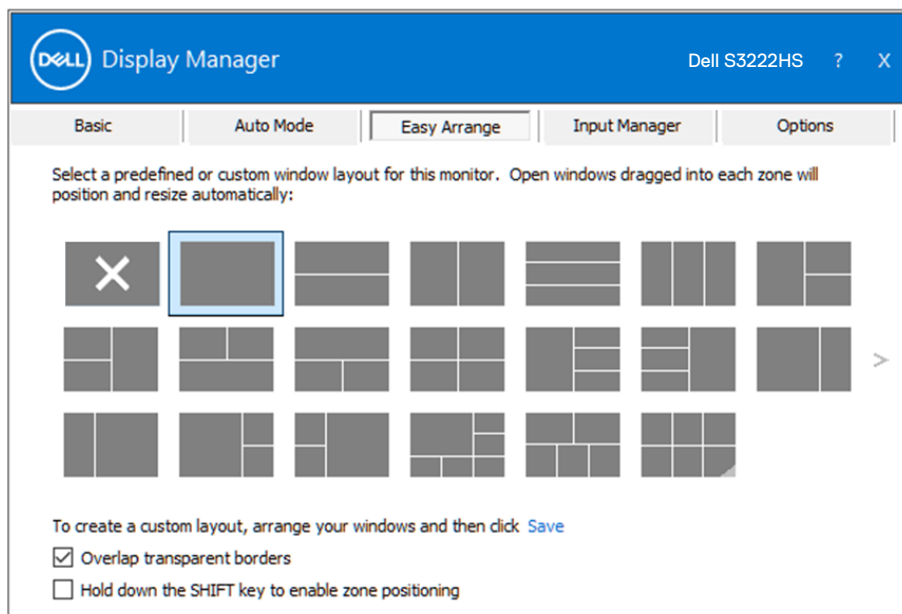 DELL Display Manager Dell S3222HS ? X
Basic Auto Mode Easy Arrange Input Manager Options
Select a predefined or custom window layout for this monitor. Open windows dragged into each zone will
position and resize automatically:
>
To create a custom layout, arrange your windows and then click Save
Overlap transparent borders
Hold down the SHIFT key to enable zone positioning